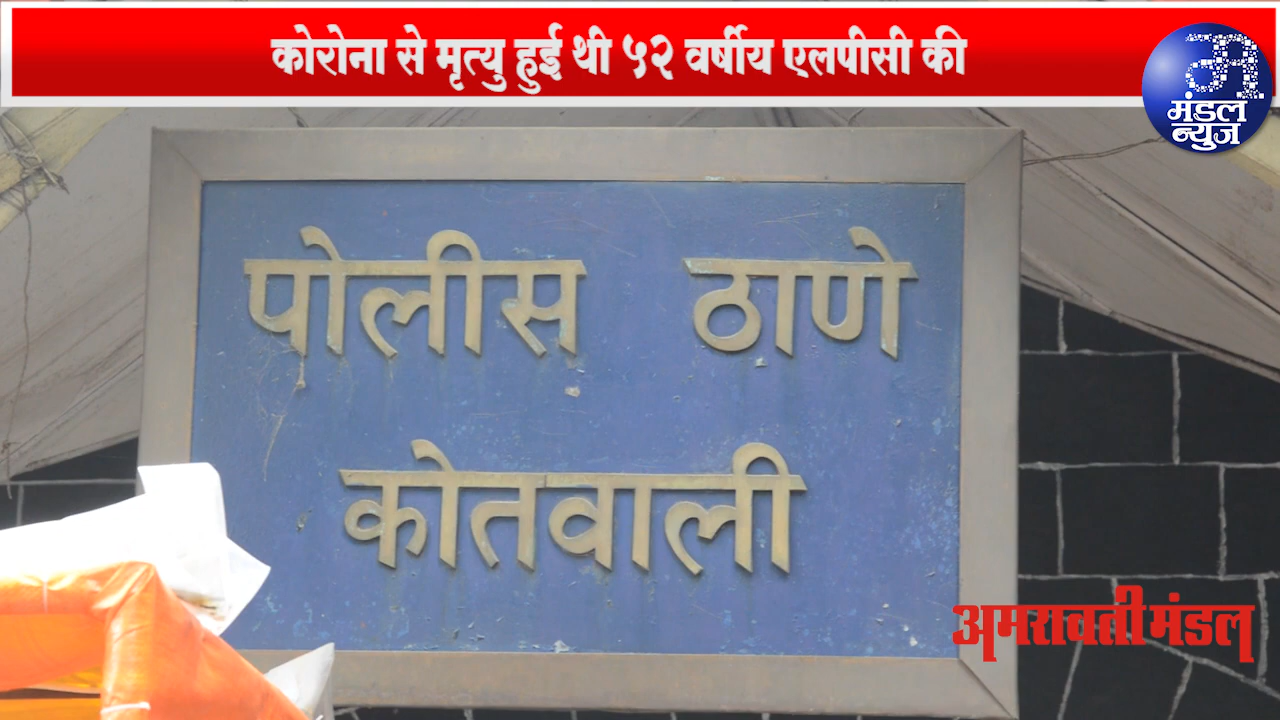 कोरोना से मृत्यु हुई थी ५२ वर्षीय एलपीसी की
मंडल
न्युज
पोलीस ठाणे
कोतवाली
अमरावती मंडल